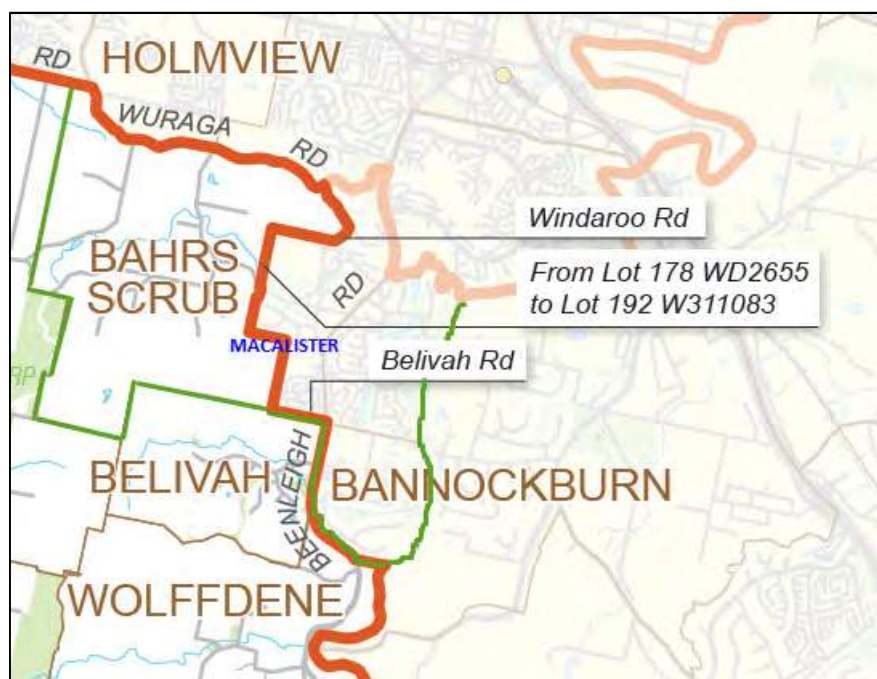 HOLMVIEW
RD
WURAGA
RD
Windaroo Rd
From Lot 178 WD2655
to Lot 192 W311083
BAHRS
SCRUB
RD
MACALISTER
Belivah Rd
RP
BELIVAH
BEENLEIGH
BANNOCKBURN
WOLFFDENE